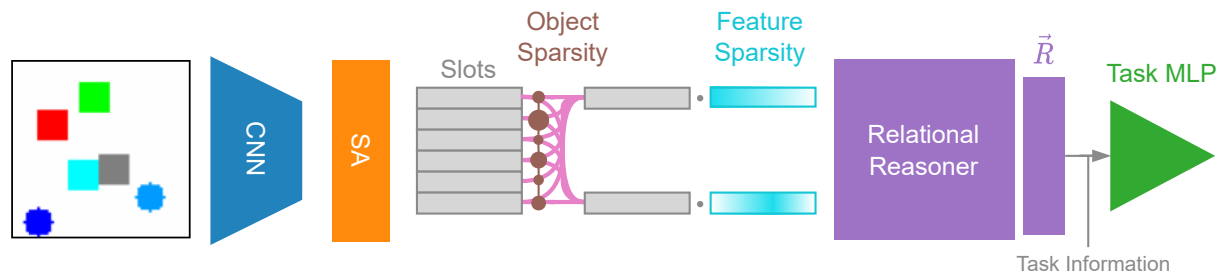 CNN
SA
Slots
Object
Sparsity
Feature
Sparsity
Relational
Reasoner
R⃗
Task MLP
Task Information